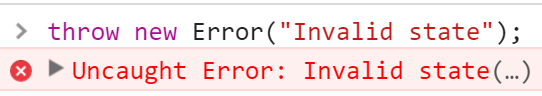 > throw new Error("Invalid state");
Uncaught Error: Invalid state(…)